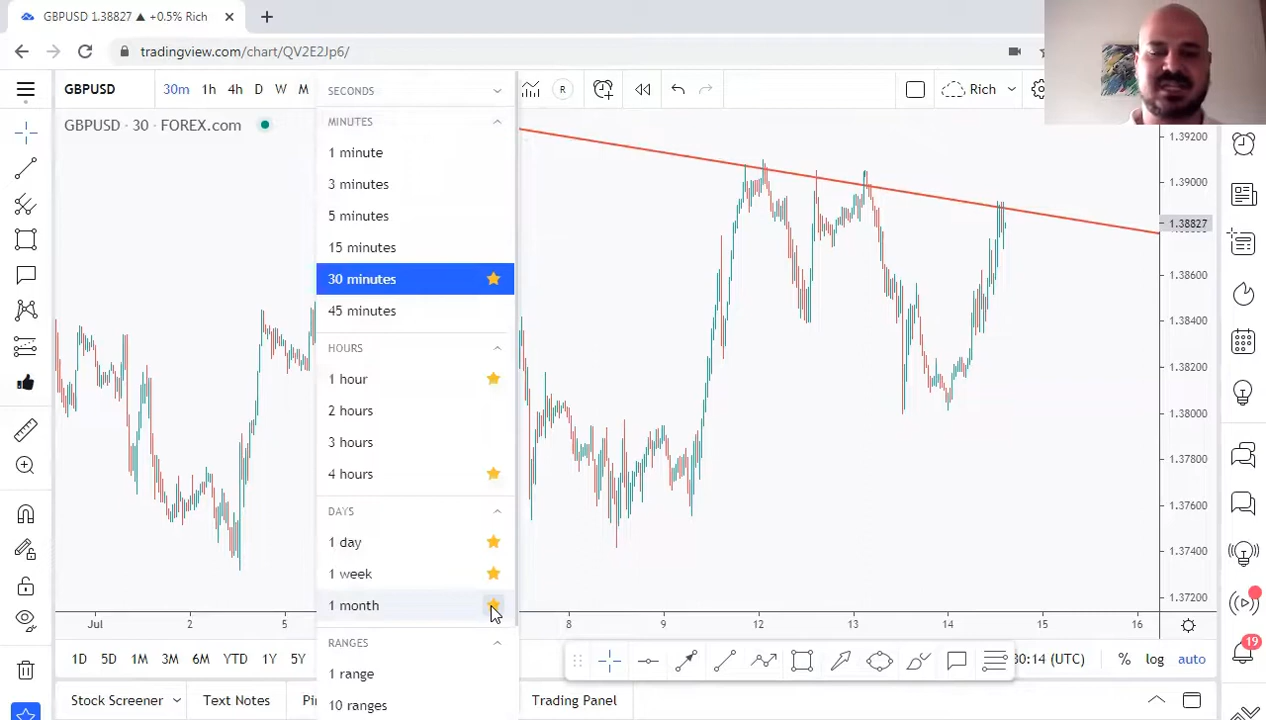 GBPUSD 1.38827 ▲ +0.5% Rich
tradingview.com/chart/QV2E2Jp6/
GBPUSD 30m 1h 4h D W M R Rich
GBPUSD · 30 · FOREX.com
SECONDS
MINUTES
1 minute
3 minutes
5 minutes
15 minutes
30 minutes
45 minutes
HOURS
1 hour
2 hours
3 hours
4 hours
DAYS
1 day
1 week
1 month
RANGES
1 range
10 ranges
1.39200
1.39000
1.38827
1.38600
1.38400
1.38200
1.38000
1.37800
1.37600
1.37400
1.37200
Jul 2 5 8 9 12 13 14 15 16
1D 5D 1M 3M 6M YTD 1Y 5Y 30:14 (UTC) % log auto
19
Stock Screener Text Notes Pi Trading Panel